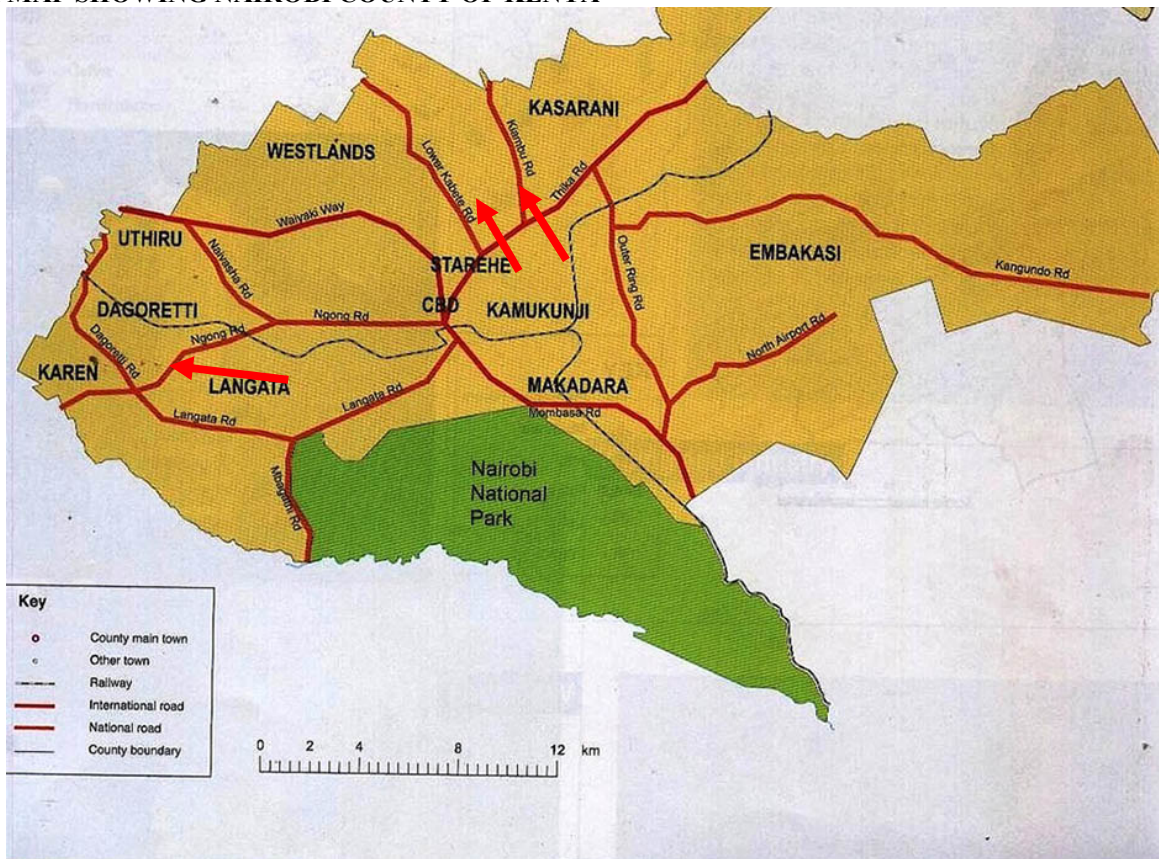 MAP SHOWING NAIROBI COUNTY OF KENYA
KASARANI
WESTLANDS
Kiambu Rd
Lower Kabete Rd
Thika Rd
Waiyaki Way
UTHIRU
Naivasha Rd
STAREHE
Outer Ring Rd
EMBAKASI
Kangundo Rd
CBD
KAMUKUNJI
DAGORETTI
Ngong Rd
Ngong Rd
North Airport Rd
Dagoretti Rd
KAREN
LANGATA
Langata Rd
MAKADARA
Mombasa Rd
Langata Rd
Mbagathi Rd
Nairobi
National
Park
Key
County main town
Other town
Railway
International road
National road
County boundary
0 2 4 8 12 km